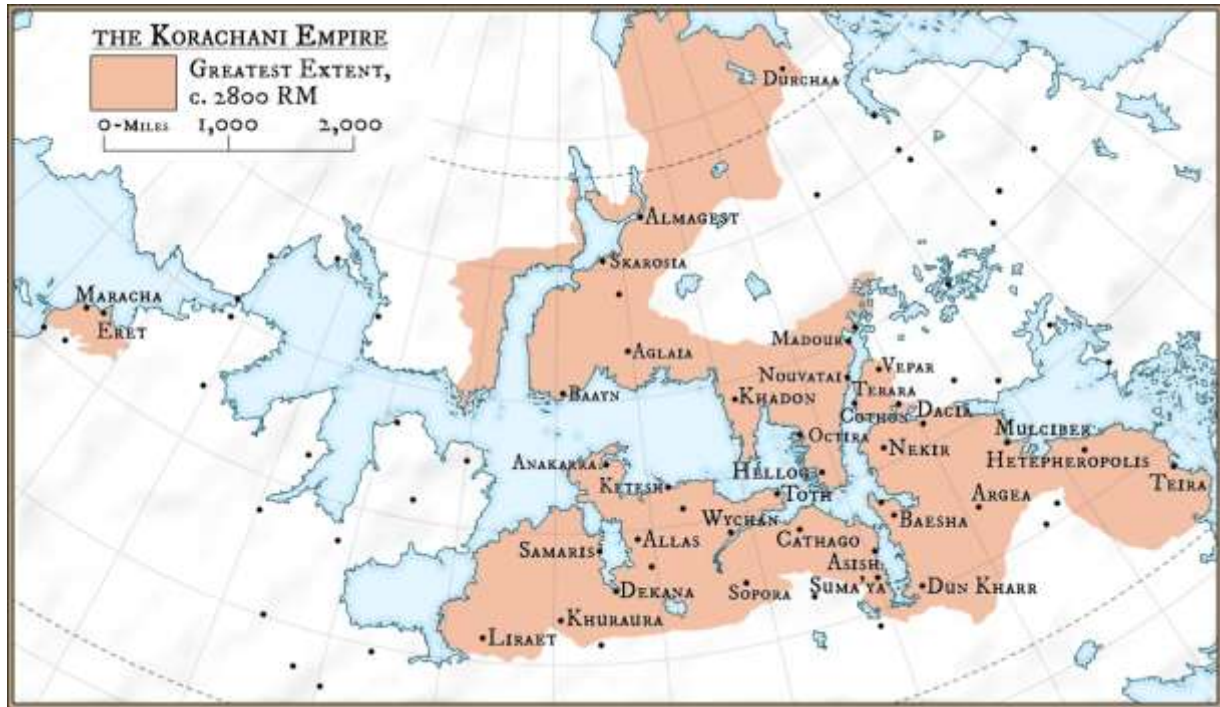 THE KORACHANI EMPIRE
GREATEST EXTENT,
C. 2800 RM
0-MILES 1,000 2,000
DURCHAA
ALMAGEST
SKAROSIA
MARACHA
ERET
AGLAIA
MADOUR
VEPAR
NOUVATAI
TERARA
BAAYN
KHADON
COTHON
DACIA
OCTIRA
MULCIBER
NEKIR
HETEPHEROPOLIS
ANAKARRA
HELLOG
KETESH
TOTH
TEIRA
ARGEA
WYCHAN
BAESHA
CATHAGO
SAMARIS
ALLAS
ASISH
SUMA'YA
DUN KHARR
DEKANA
SOPORA
KHURAURA
LIRAET